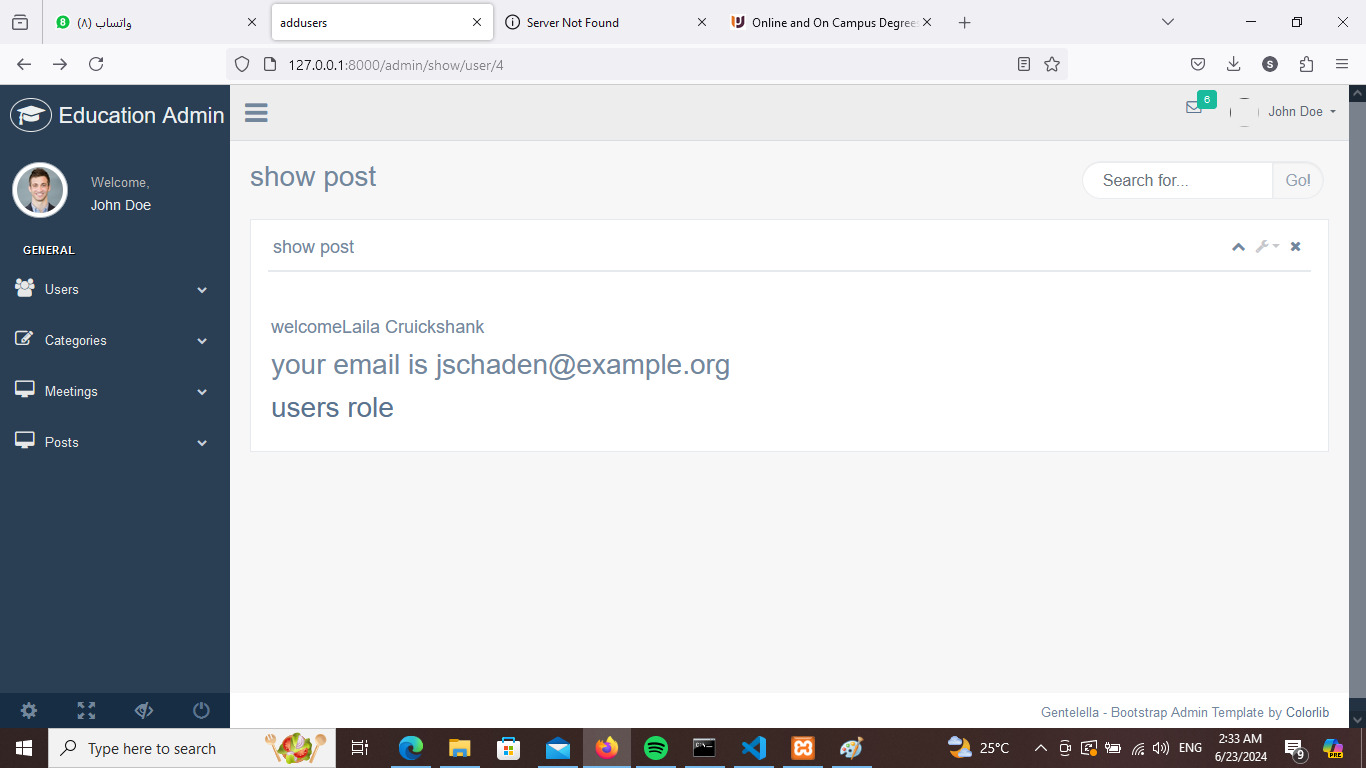 واتساب (٨)
addusers
Server Not Found
Online and On Campus Degree
127.0.0.1:8000/admin/show/user/4
S
Education Admin
6
John Doe
Welcome,
John Doe
show post
Search for...
Go!
GENERAL
Users
Categories
Meetings
Posts
show post
welcomeLaila Cruickshank
your email is jschaden@example.org
users role
Gentelella - Bootstrap Admin Template by Colorlib
Type here to search
25°C
ENG
2:33 AM
6/23/2024
9
PRE